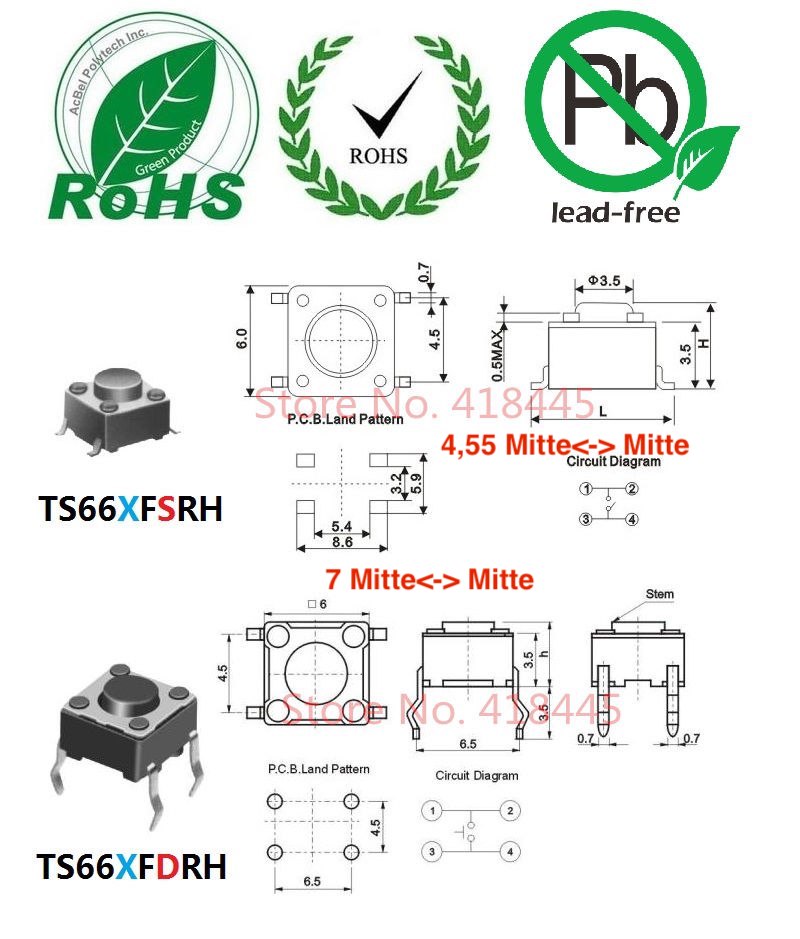 AcBel Polytech Inc.
Green Product
RoHS
ROHS
Pb
lead-free
0.7
6.0
4.5
Φ3.5
0.5MAX
3.5
H
L
Store No. 418445
P.C.B.Land Pattern
4,55 Mitte<-> Mitte
Circuit Diagram
3.2
5.9
5.4
8.6
1 2
3 4
TS66XFSRH
7 Mitte<-> Mitte
□6
4.5
3.5
h
3.5
6.5
Stem
0.7
0.7
Store No. 418445
P.C.B.Land Pattern
Circuit Diagram
4.5
6.5
1 2
3 4
TS66XFDRH